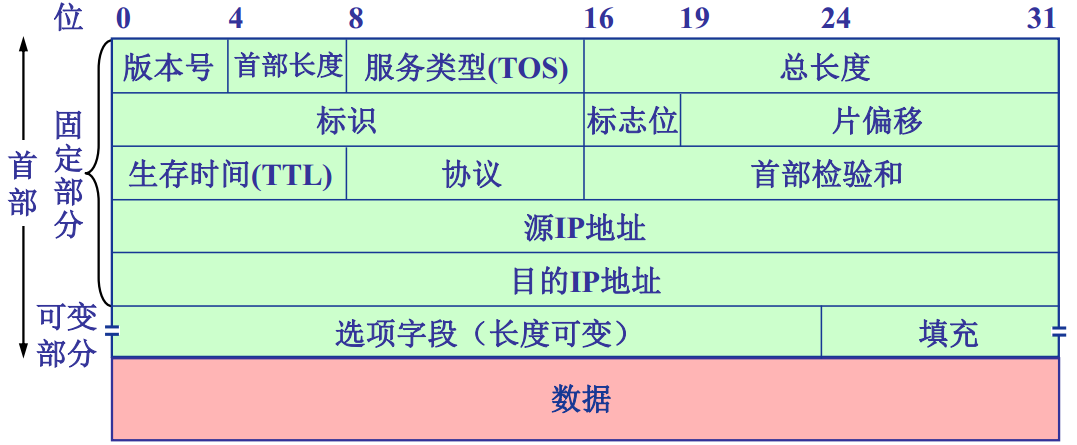 位 0 4 8 16 19 24 31
版本号 首部长度 服务类型(TOS) 总长度
标识 标志位 片偏移
生存时间(TTL) 协议 首部检验和
源IP地址
目的IP地址
选项字段（长度可变） 填充
数据
首部
固定部分
可变
部分